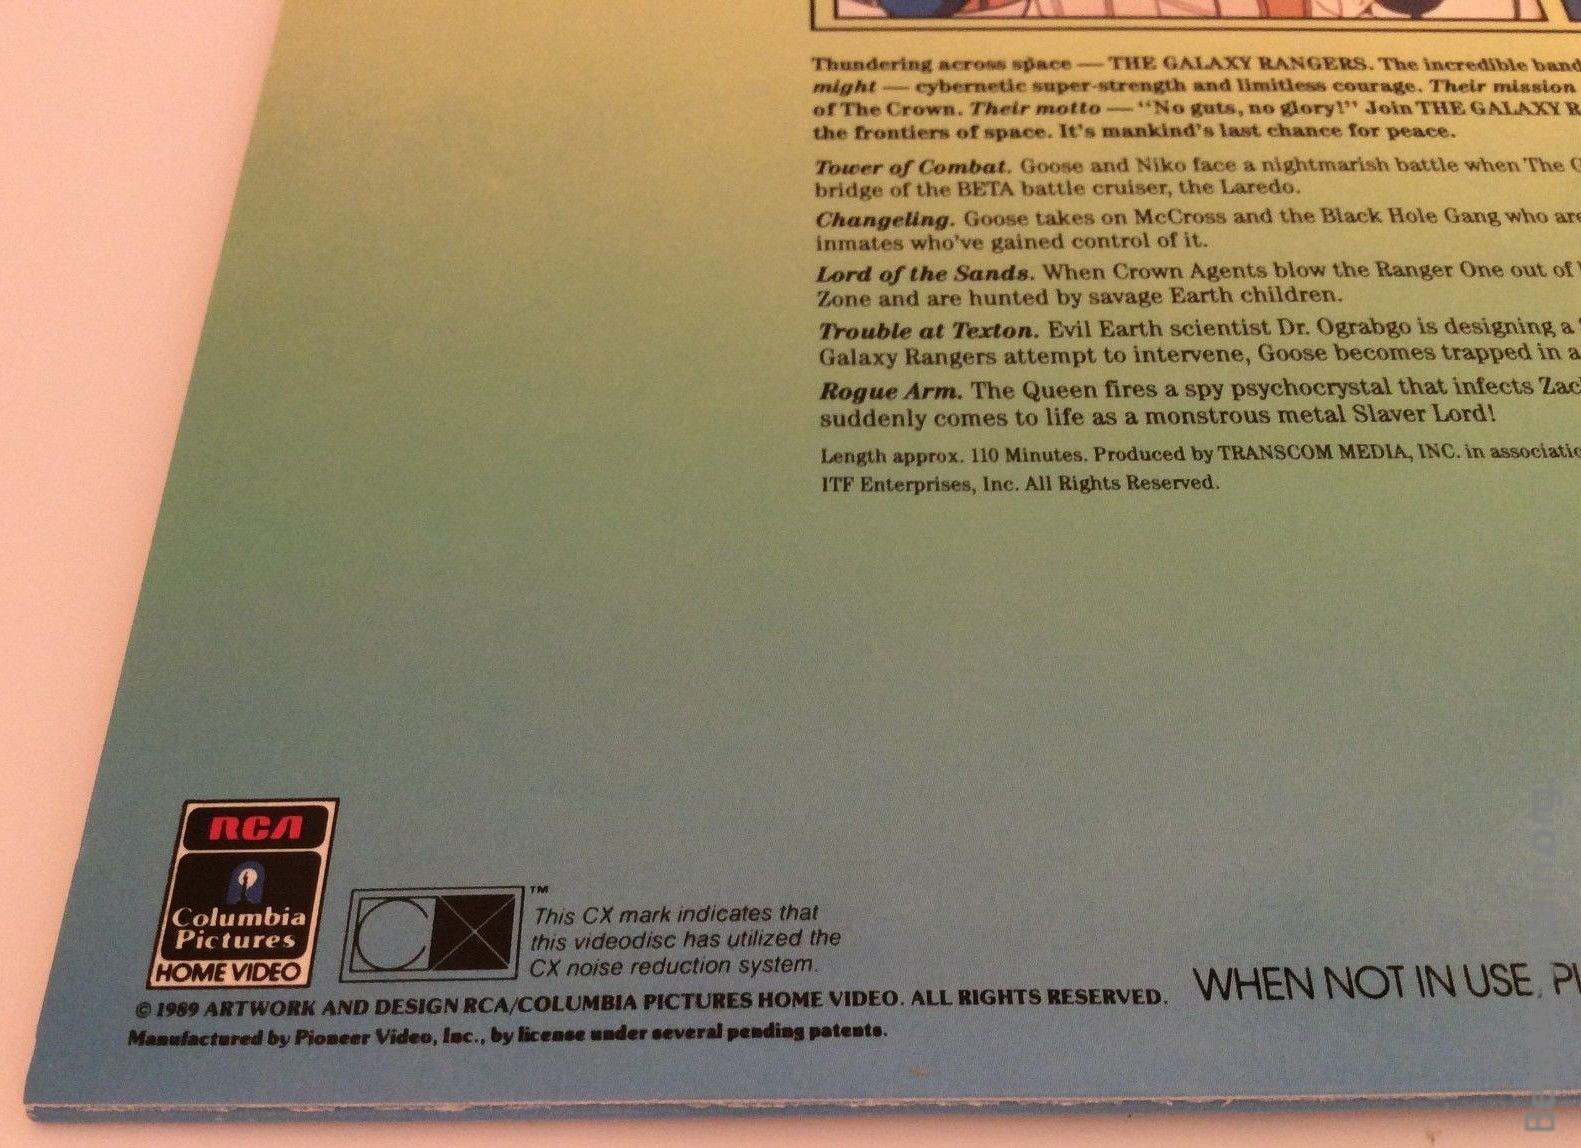 Thundering across space — THE GALAXY RANGERS. The incredible band
might — cybernetic super-strength and limitless courage. Their mission
of The Crown. Their motto — "No guts, no glory!" Join THE GALAXY R
the frontiers of space. It's mankind's last chance for peace.
Tower of Combat. Goose and Niko face a nightmarish battle when The
bridge of the BETA battle cruiser, the Laredo.
Changeling. Goose takes on McCross and the Black Hole Gang who are
inmates who've gained control of it.
Lord of the Sands. When Crown Agents blow the Ranger One out of
Zone and are hunted by savage Earth children.
Trouble at Texton. Evil Earth scientist Dr. Ograbgo is designing a
Galaxy Rangers attempt to intervene, Goose becomes trapped in a
Rogue Arm. The Queen fires a spy psychocrystal that infects Zac
suddenly comes to life as a monstrous metal Slaver Lord!
Length approx. 110 Minutes. Produced by TRANSCOM MEDIA, INC. in associatio
ITF Enterprises, Inc. All Rights Reserved.
RCA
Columbia
Pictures
HOME VIDEO
CX ™
This CX mark indicates that
this videodisc has utilized the
CX noise reduction system.
WHEN NOT IN USE,
© 1989 ARTWORK AND DESIGN RCA/COLUMBIA PICTURES HOME VIDEO. ALL RIGHTS RESERVED.
Manufactured by Pioneer Video, Inc., by license under several pending patents.